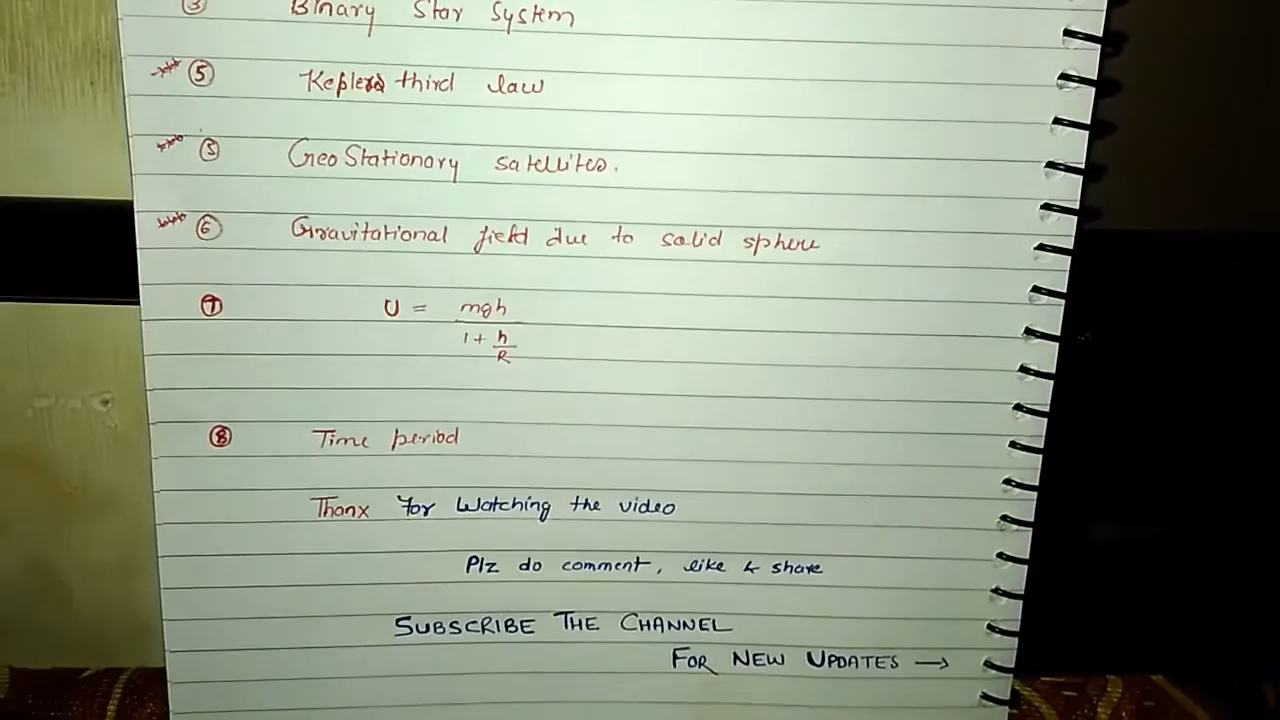 ③ Binary Star System
*** ⑤ Keplers third law
*** ⑤ GeoStationary satellites.
*** ⑥ Gravitational field due to solid sphere
⑦ U = mgh / 1 + h/R
⑧ Time period
Thanx for Watching the video
Plz do comment, like & share
SUBSCRIBE THE CHANNEL
FOR NEW UPDATES →